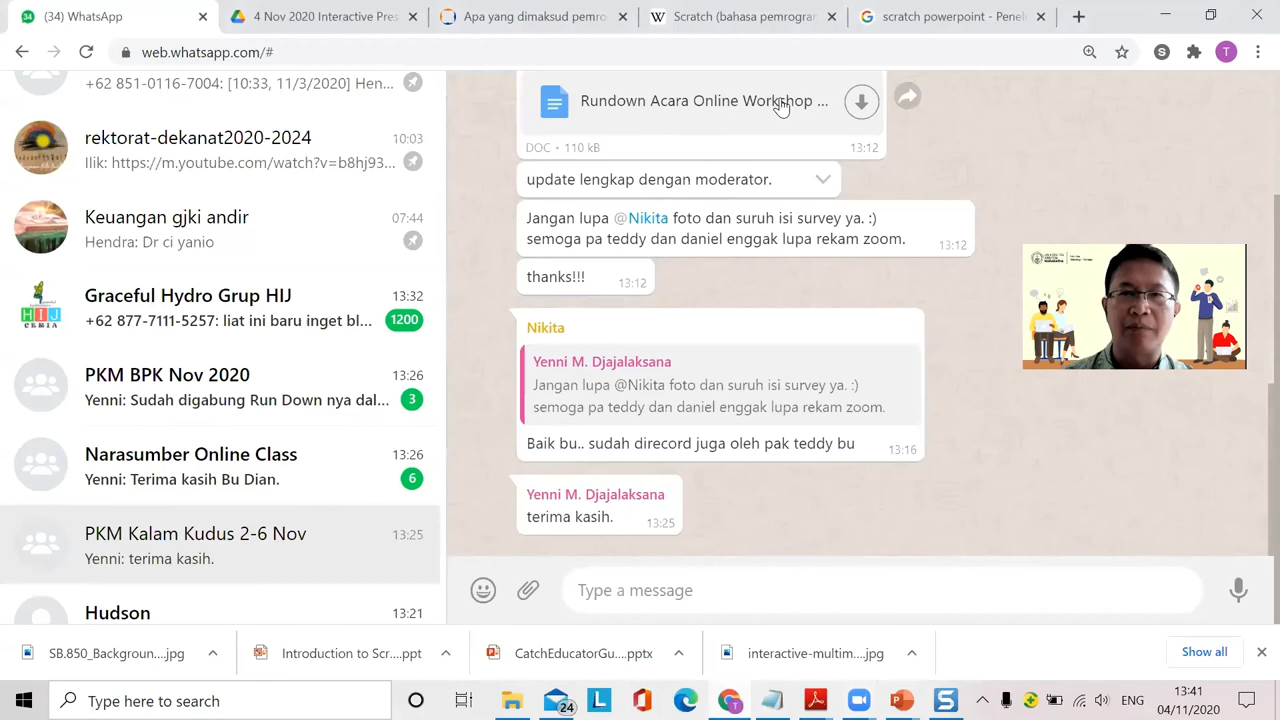 (34) WhatsApp
4 Nov 2020 Interactive Pres
Apa yang dimaksud pemro
Scratch (bahasa pemrogram
scratch powerpoint - Penel
web.whatsapp.com/#
T
+62 851-0116-7004: [10:33, 11/3/2020] Hen...
rektorat-dekanat2020-2024
10:03
Ilik: https://m.youtube.com/watch?v=b8hj93...
Keuangan gjki andir
07:44
Hendra: Dr ci yanio
Graceful Hydro Grup HIJ
13:32
+62 877-7111-5257: liat ini baru inget bl...
1200
PKM BPK Nov 2020
13:26
Yenni: Sudah digabung Run Down nya dal...
3
Narasumber Online Class
13:26
Yenni: Terima kasih Bu Dian.
6
PKM Kalam Kudus 2-6 Nov
13:25
Yenni: terima kasih.
Hudson
13:21
Rundown Acara Online Workshop ...
DOC • 110 kB
13:12
update lengkap dengan moderator.
Jangan lupa @Nikita foto dan suruh isi survey ya. :)
semoga pa teddy dan daniel enggak lupa rekam zoom.
13:12
thanks!!!
13:12
Nikita
Yenni M. Djajalaksana
Jangan lupa @Nikita foto dan suruh isi survey ya. :)
semoga pa teddy dan daniel enggak lupa rekam zoom.
Baik bu.. sudah direcord juga oleh pak teddy bu
13:16
Yenni M. Djajalaksana
terima kasih.
13:25
Type a message
SB.850_Backgroun....jpg
Introduction to Scr....ppt
CatchEducatorGu....pptx
interactive-multim....jpg
Show all
Type here to search
24
ENG
13:41
04/11/2020